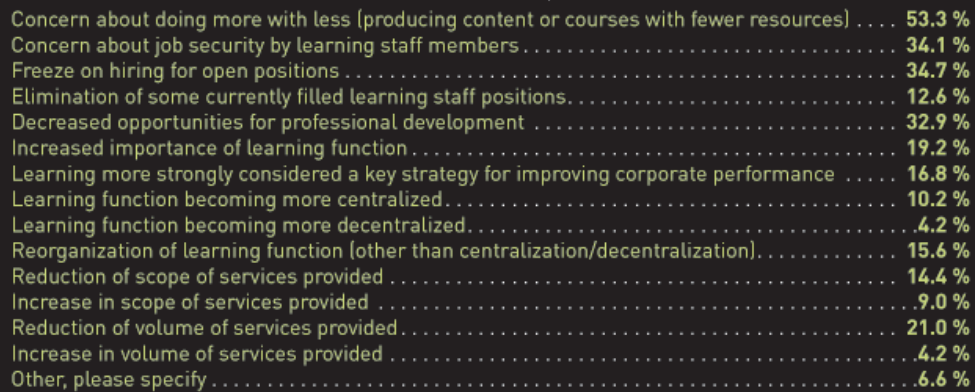 Concern about doing more with less (producing content or courses with fewer resources) .... 53.3 %
Concern about job security by learning staff members ........................................ 34.1 %
Freeze on hiring for open positions ........................................ 34.7 %
Elimination of some currently filled learning staff positions ........................................ 12.6 %
Decreased opportunities for professional development ........................................ 32.9 %
Increased importance of learning function ........................................ 19.2 %
Learning more strongly considered a key strategy for improving corporate performance ..... 16.8 %
Learning function becoming more centralized ........................................ 10.2 %
Learning function becoming more decentralized ........................................ 4.2 %
Reorganization of learning function (other than centralization/decentralization) ............. 15.6 %
Reduction of scope of services provided ........................................ 14.4 %
Increase in scope of services provided ........................................ 9.0 %
Reduction of volume of services provided ........................................ 21.0 %
Increase in volume of services provided ........................................ 4.2 %
Other, please specify ........................................ 6.6 %